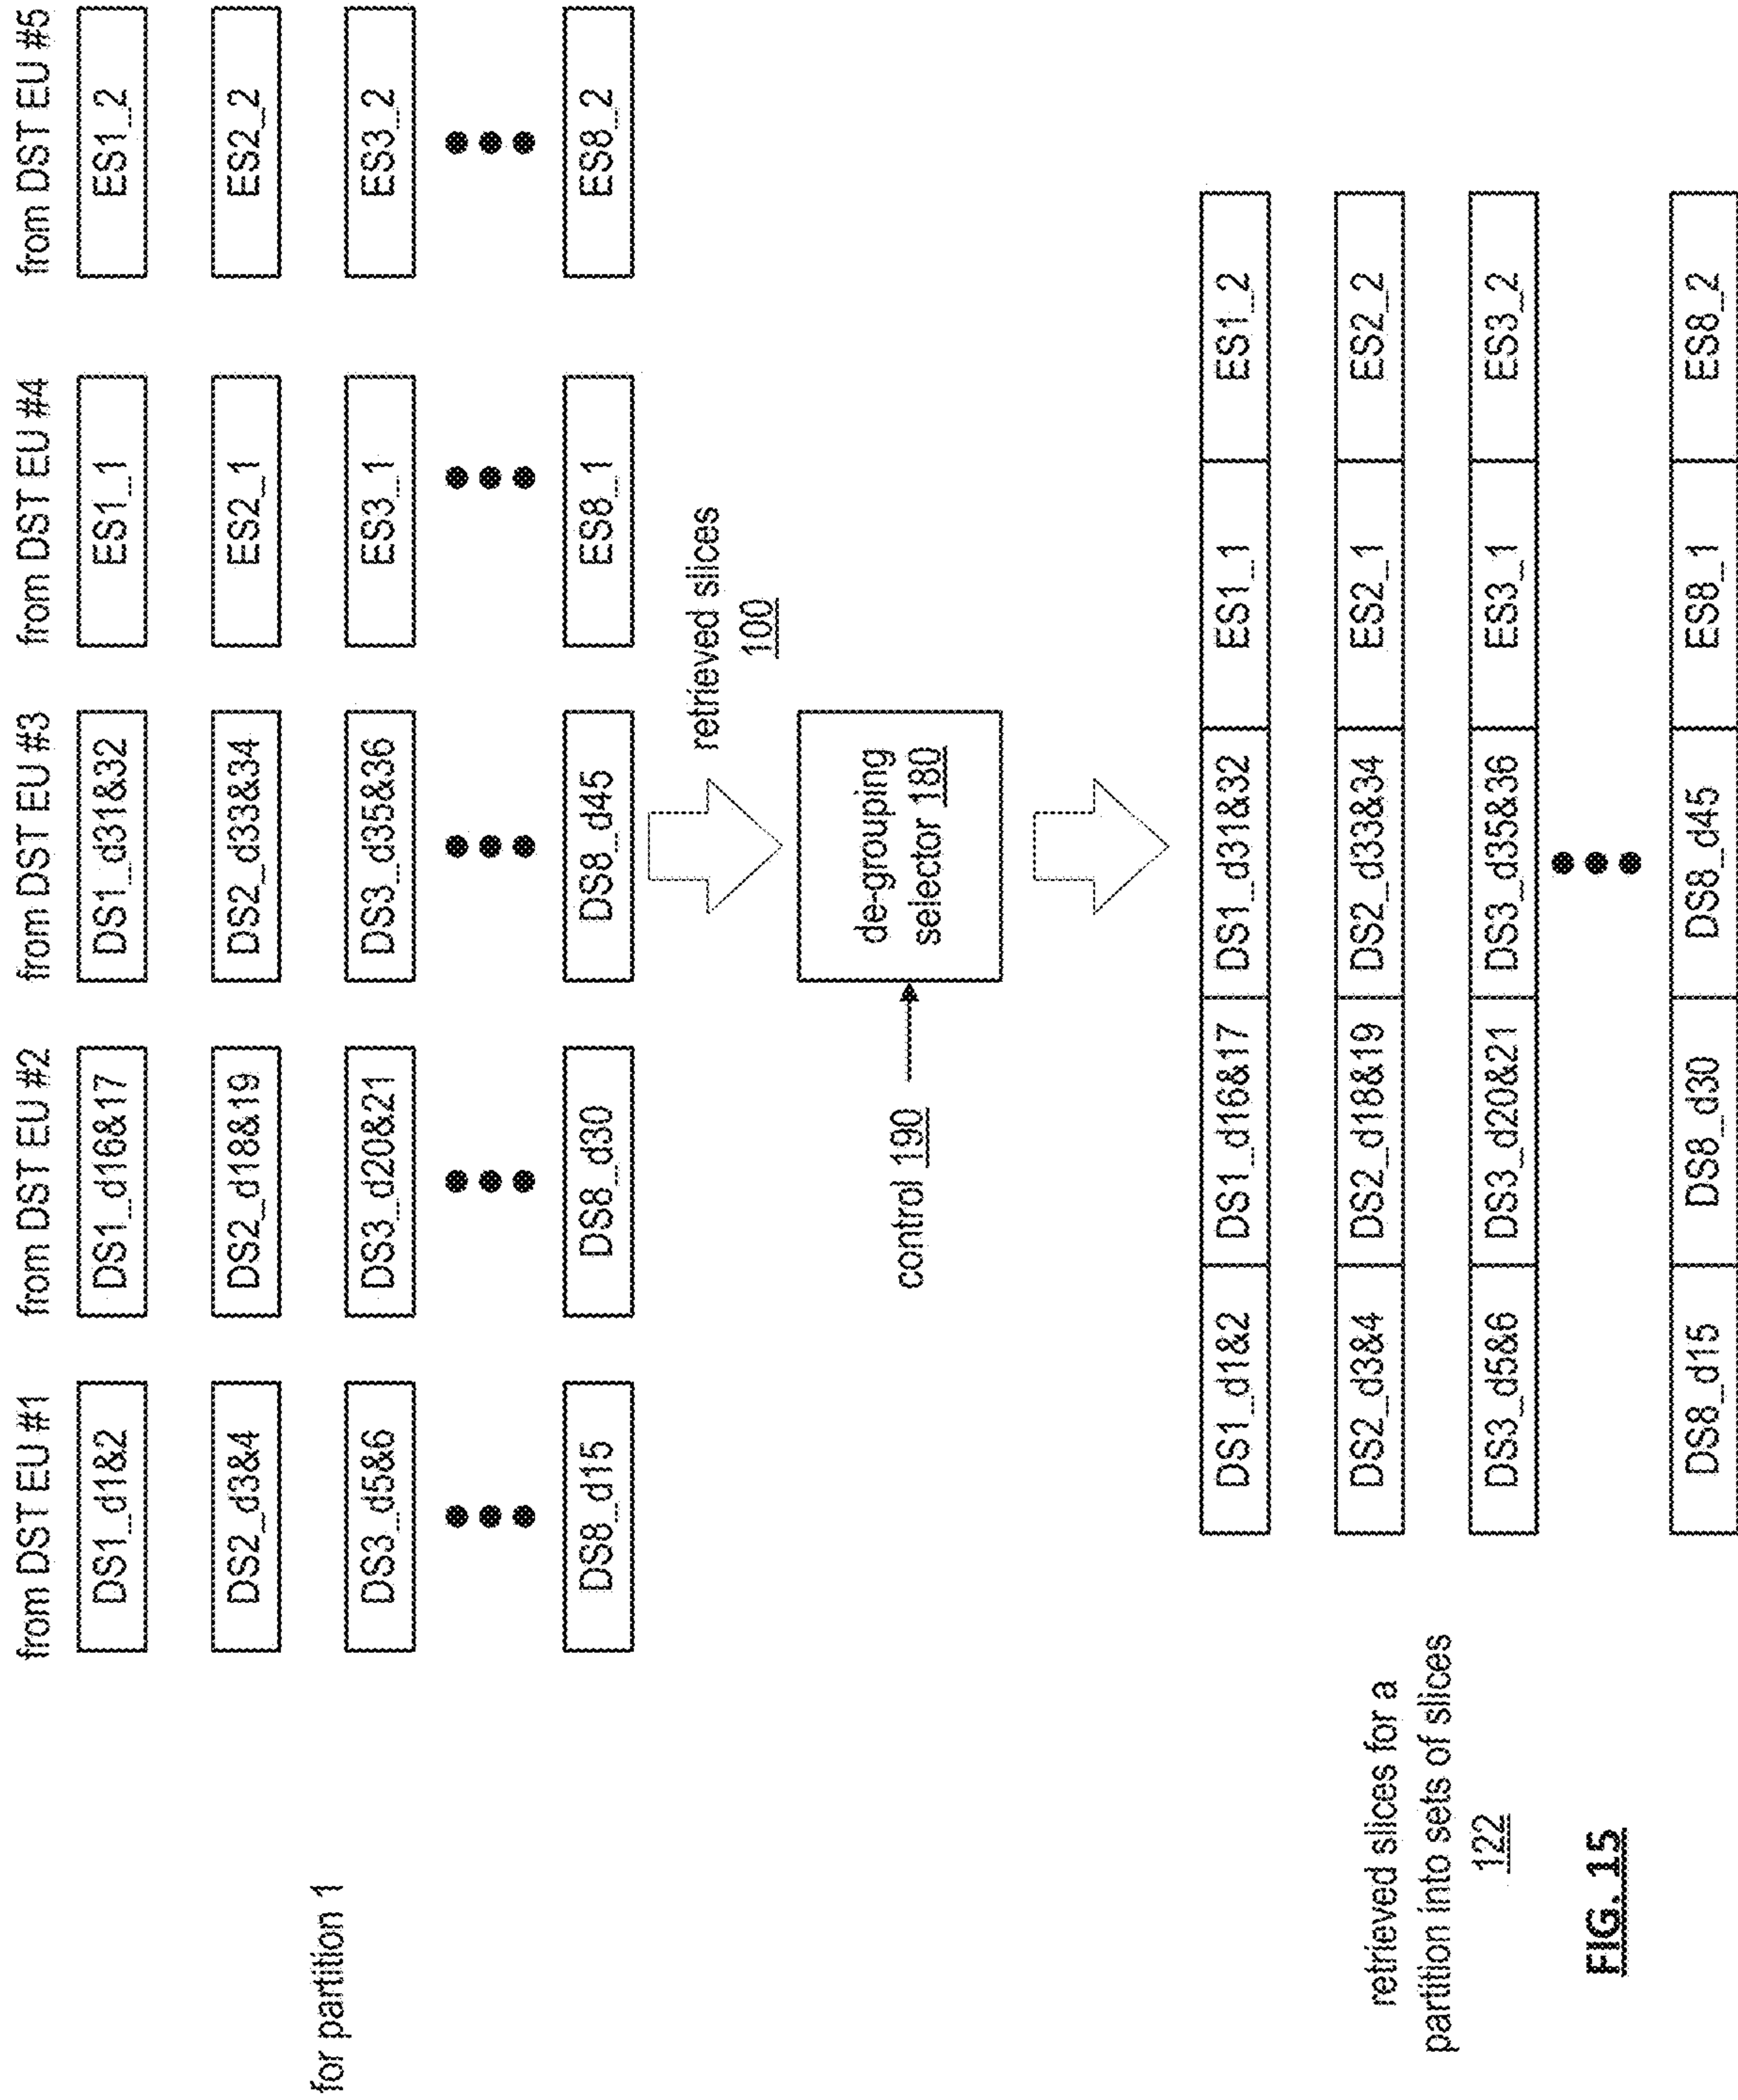 from DST EU #1 from DST EU #2 from DST EU #3 from DST EU #4 from DST EU #5
DS1_d1&2 DS1_d16&17 DS1_d31&32 ES1_1 ES1_2
DS2_d3&4 DS2_d18&19 DS2_d33&34 ES2_1 ES2_2
for partition 1
DS3_d5&6 DS3_d20&21 DS3_d35&36 ES3_1 ES3_2
DS8_d15 DS8_d30 DS8_d45 ES8_1 ES8_2
retrieved slices
100
de-grouping
selector 180
control 190
DS1_d1&2 DS1_d16&17 DS1_d31&32 ES1_1 ES1_2
DS2_d3&4 DS2_d18&19 DS2_d33&34 ES2_1 ES2_2
retrieved slices for a
partition into sets of slices
122
DS3_d5&6 DS3_d20&21 DS3_d35&36 ES3_1 ES3_2
DS8_d15 DS8_d30 DS8_d45 ES8_1 ES8_2
FIG. 15